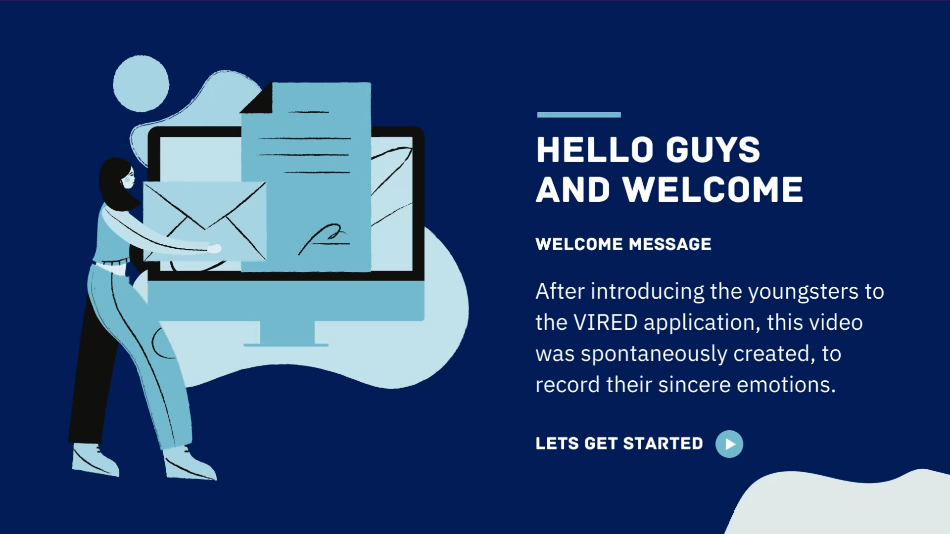 HELLO GUYS
AND WELCOME
WELCOME MESSAGE
After introducing the youngsters to
the VIRED application, this video
was spontaneously created, to
record their sincere emotions.
LETS GET STARTED